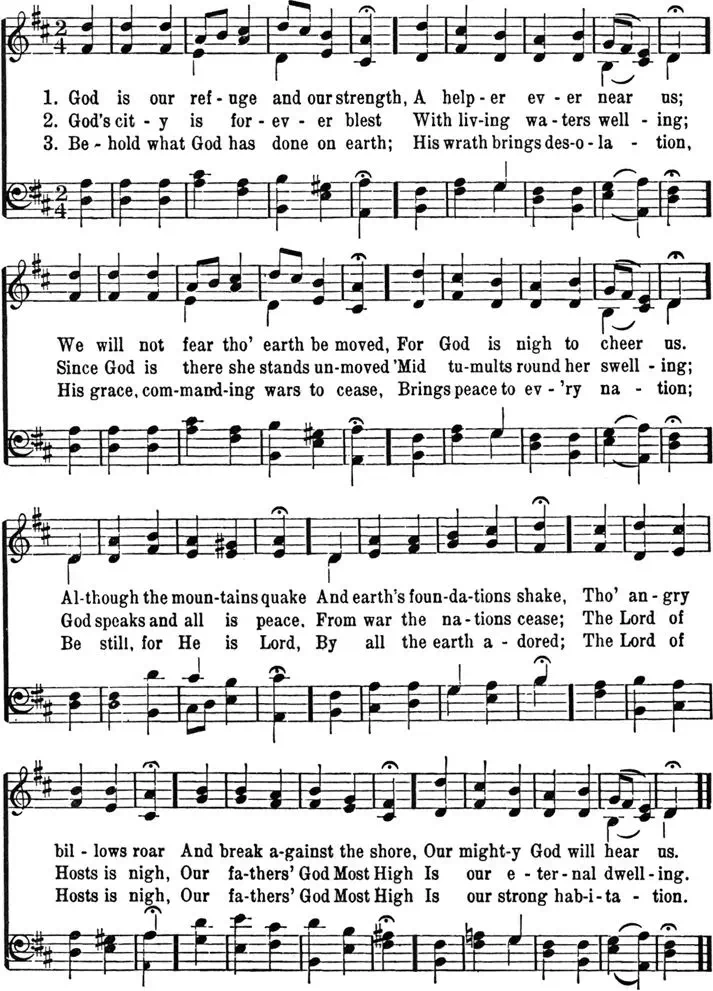 1. God is our ref - uge and our strength, A help - er ev - er near us;
2. God's cit - y is for - ev - er blest With liv - ing wa - ters well - ing;
3. Be - hold what God has done on earth; His wrath brings des - o - la - tion,
We will not fear tho' earth be moved, For God is nigh to cheer us.
Since God is there she stands un - moved 'Mid tu - mults round her swell - ing;
His grace, com - mand - ing wars to cease, Brings peace to ev - 'ry na - tion;
Al - though the moun - tains quake And earth's foun - da - tions shake, Tho' an - gry
God speaks and all is peace, From war the na - tions cease; The Lord of
Be still, for He is Lord, By all the earth a - dored; The Lord of
bil - lows roar And break a - gainst the shore, Our might - y God will hear us.
Hosts is nigh, Our fa - thers' God Most High Is our e - ter - nal dwell - ing.
Hosts is nigh, Our fa - thers' God Most High Is our strong hab - i - ta - tion.